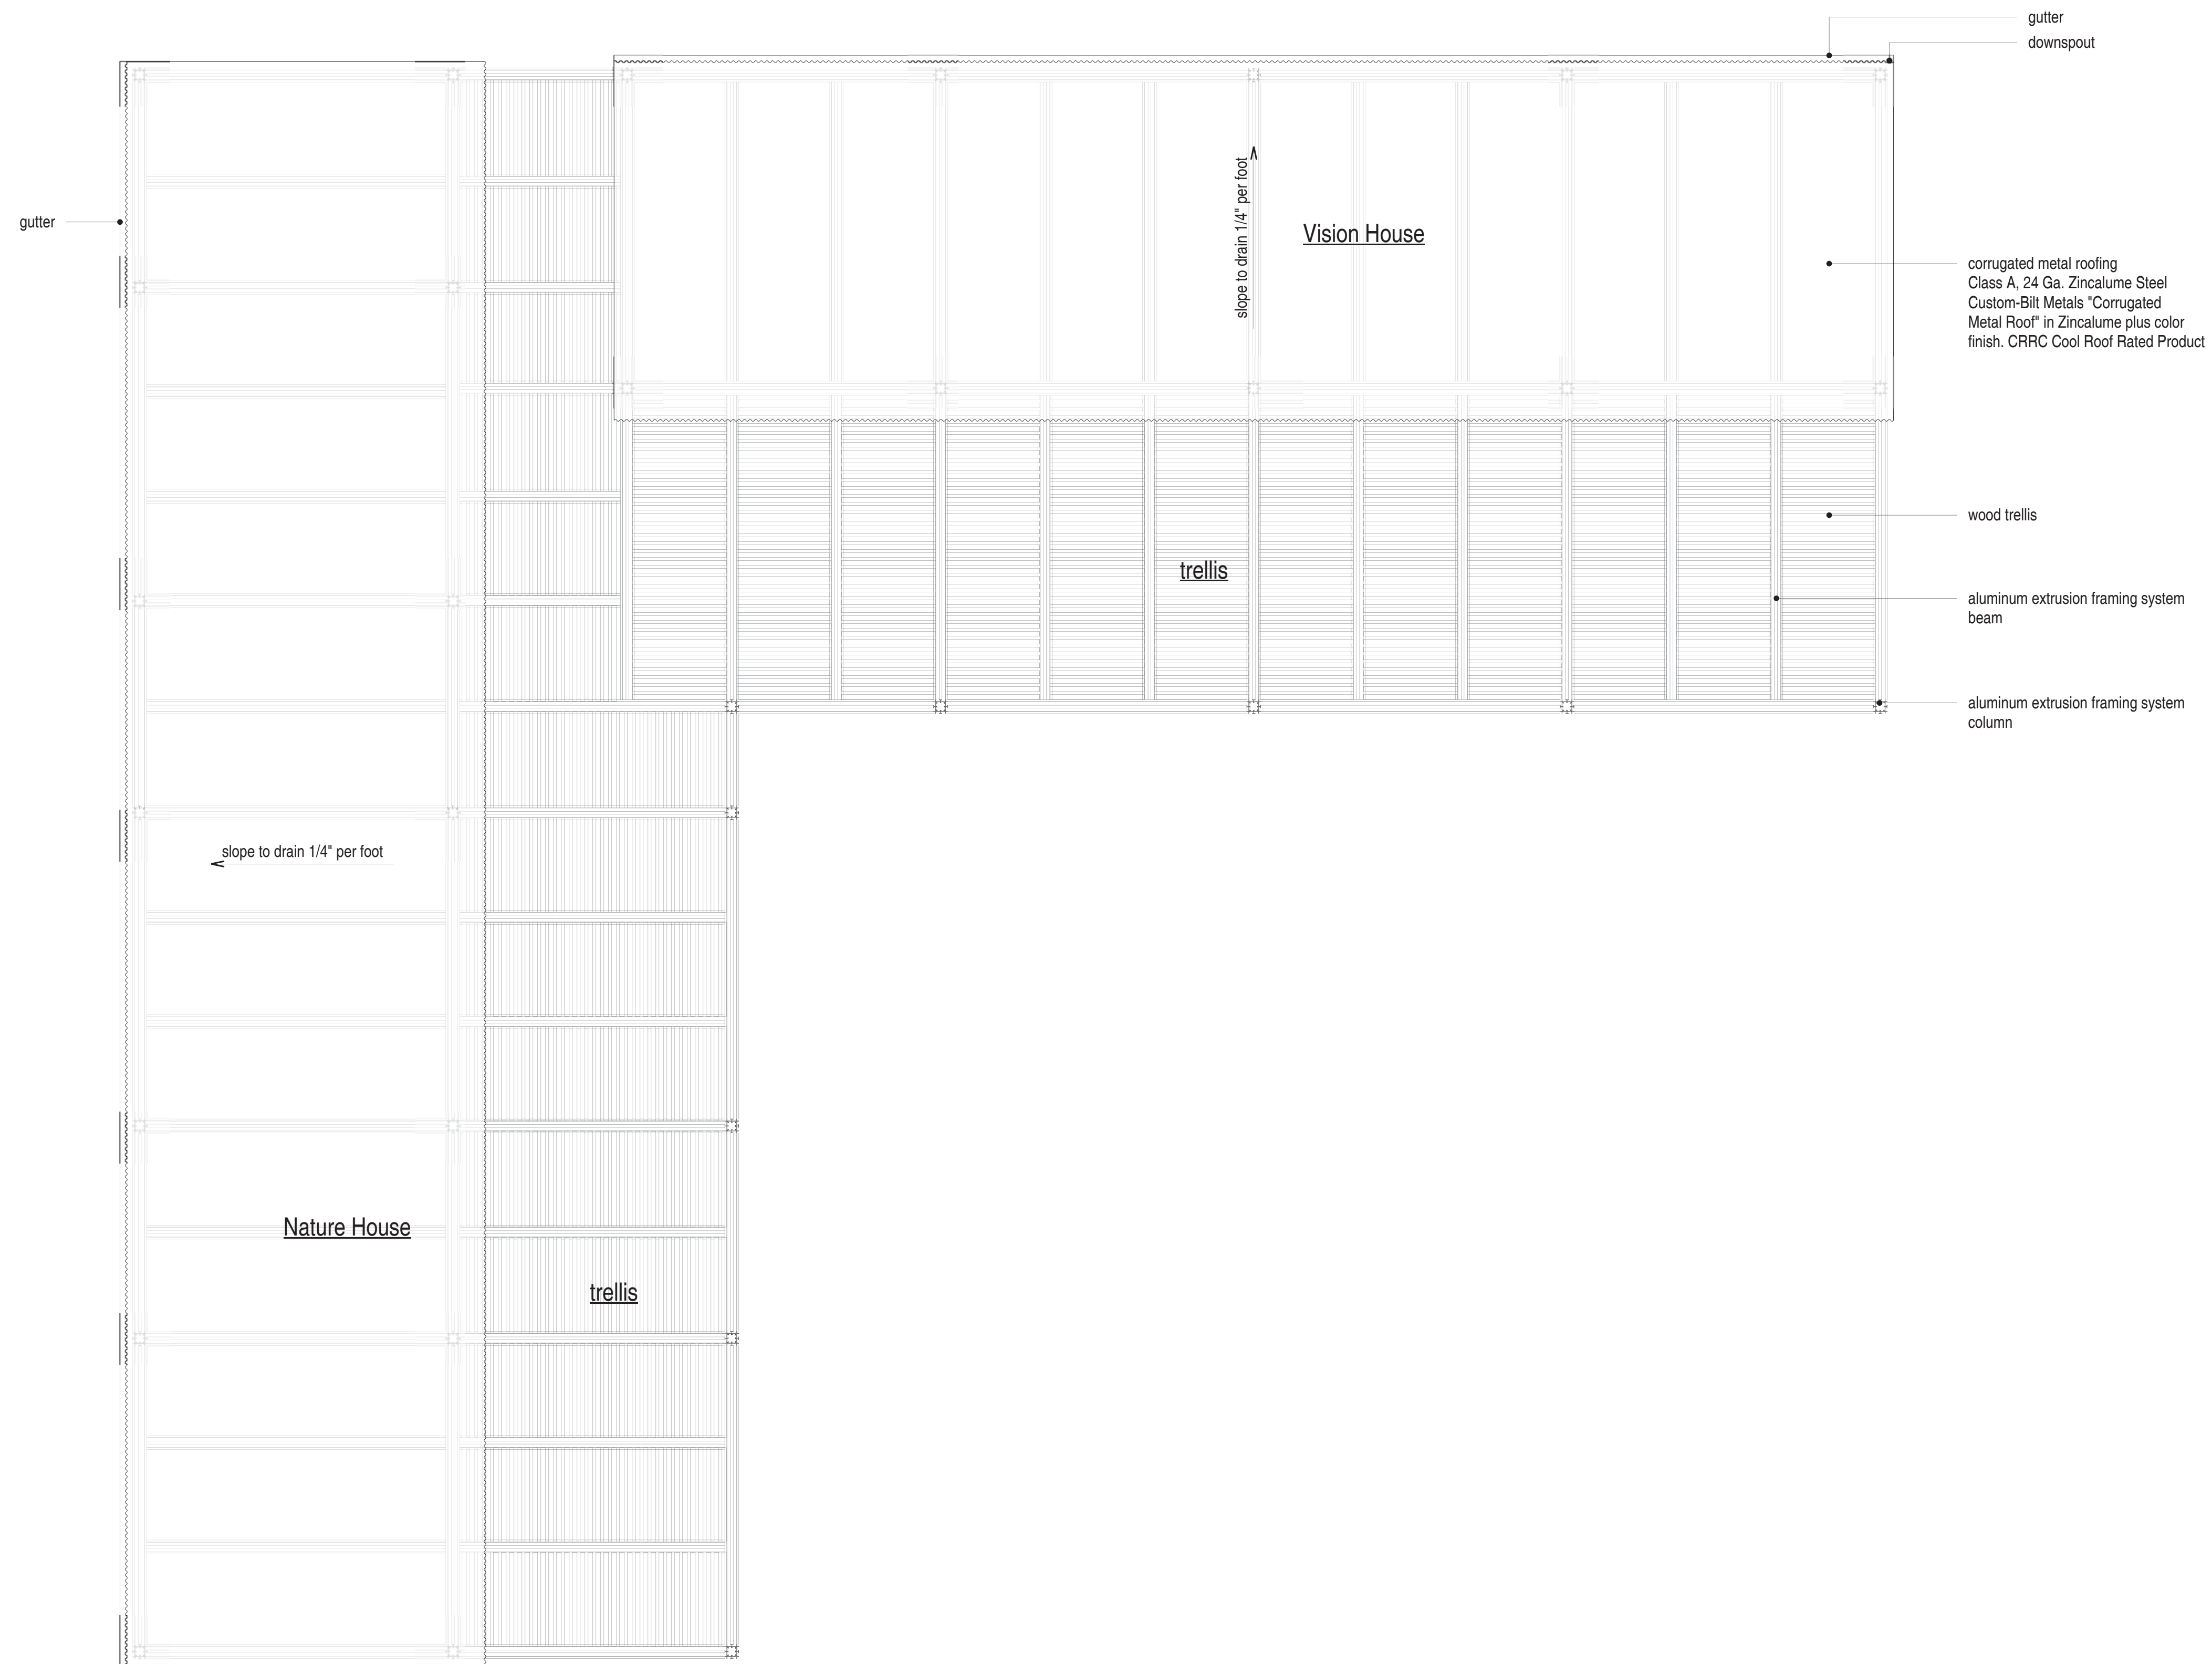 gutter
downspout
gutter
slope to drain 1/4" per foot
Vision House
corrugated metal roofing
Class A, 24 Ga. Zincalume Steel
Custom-Bilt Metals "Corrugated
Metal Roof" in Zincalume plus color
finish. CRRC Cool Roof Rated Product
wood trellis
trellis
aluminum extrusion framing system
beam
aluminum extrusion framing system
column
slope to drain 1/4" per foot
Nature House
trellis